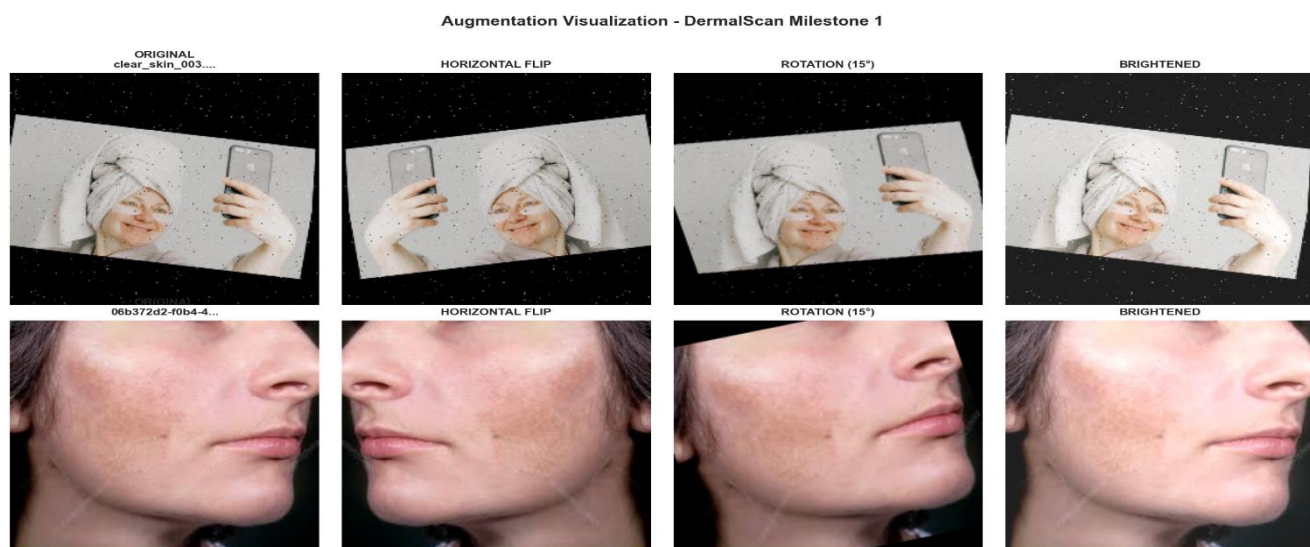 Augmentation Visualization - DermalScan Milestone 1
ORIGINAL
clear_skin_003....
HORIZONTAL FLIP
ROTATION (15°)
BRIGHTENED
ORIGINAL
06b372d2-f0b4-4...
HORIZONTAL FLIP
ROTATION (15°)
BRIGHTENED